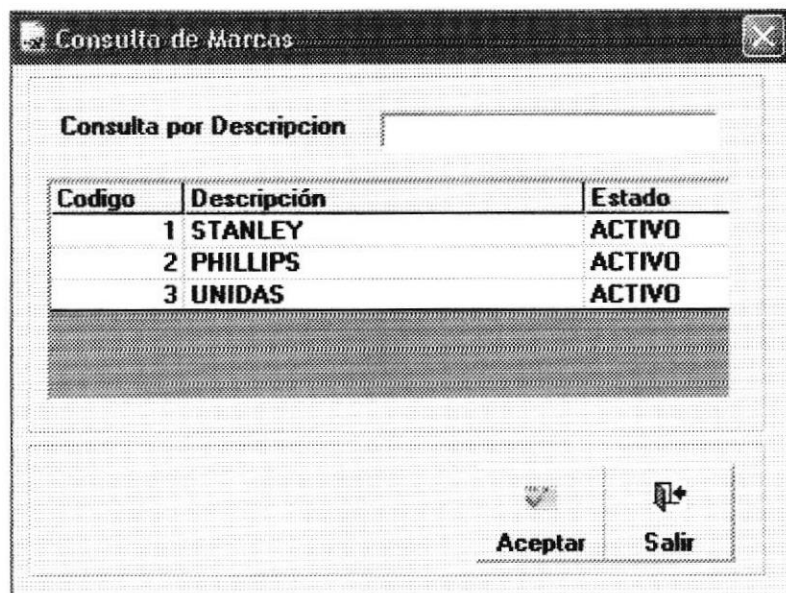 Consulta de Marcas
Consulta por Descripcion
Codigo Descripción Estado
1 STANLEY ACTIVO
2 PHILLIPS ACTIVO
3 UNIDAS ACTIVO
Aceptar Salir